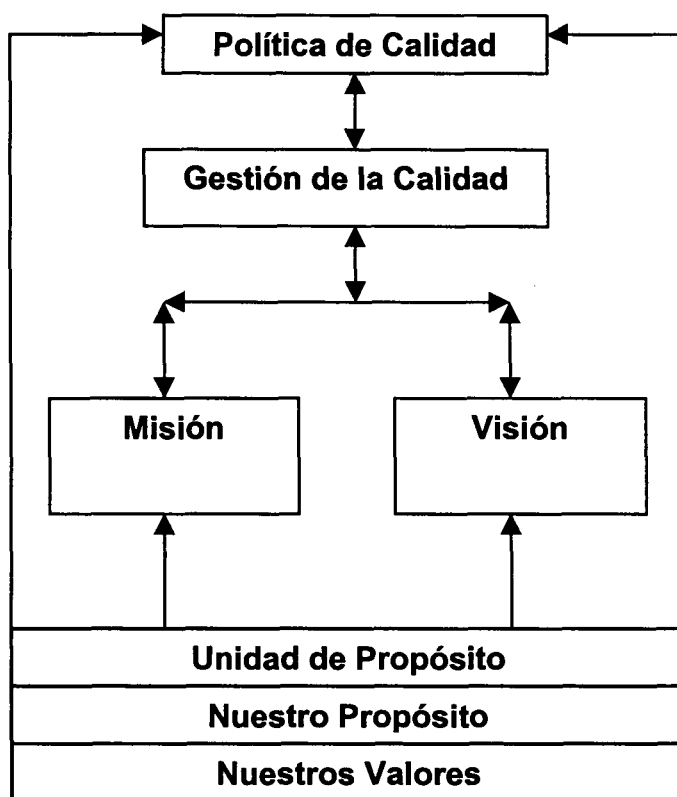 Política de Calidad
Gestión de la Calidad
Misión
Visión
Unidad de Propósito
Nuestro Propósito
Nuestros Valores